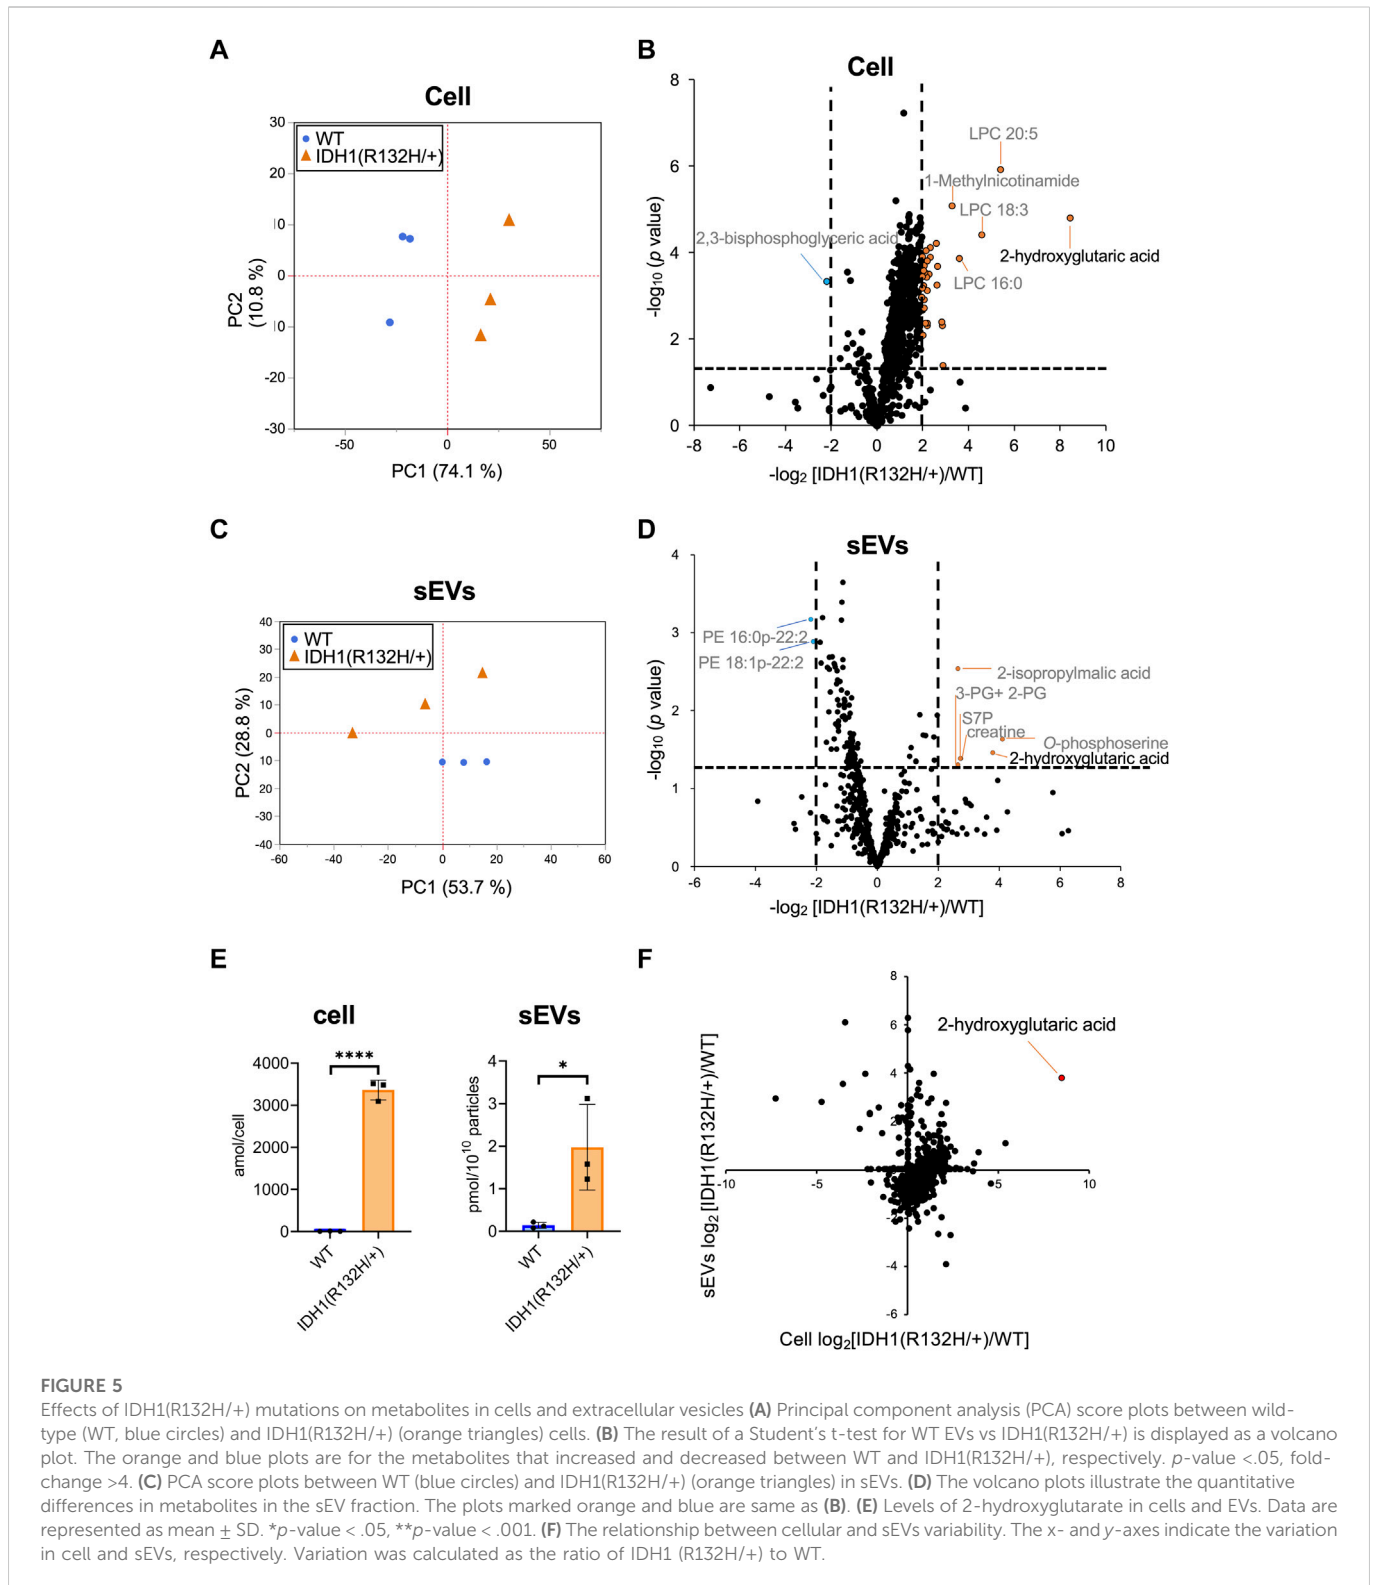 A
Cell
WT
IDH1(R132H/+)
30
20
10
0
10
-20
-30
-50
0
50
PC2
(10.8 %)
PC1 (74.1 %)
B
Cell
8
6
4
2
0
-8
-6
-4
-2
0
2
4
6
8
10
LPC 20:5
1-Methylnicotinamide
LPC 18:3
2,3-bisphosphoglyceric acid
2-hydroxyglutaric acid
LPC 16:0
-log10 (p value)
-log2 [IDH1(R132H/+)/WT]
C
sEVs
WT
IDH1(R132H/+)
40
30
20
10
0
10
-20
-30
-40
-60
-40
-20
0
20
40
60
PC2 (28.8 %)
PC1 (53.7 %)
D
sEVs
4
3
2
1
0
-6
-4
-2
0
2
4
6
8
PE 16:0p-22:2
PE 18:1p-22:2
2-isopropylmalic acid
3-PG+ 2-PG
S7P
creatine
O-phosphoserine
2-hydroxyglutaric acid
-log10 (p value)
-log2 [IDH1(R132H/+)/WT]
E
cell
****
4000
3000
2000
1000
0
amol/cell
WT
IDH1(R132H/+)
sEVs
*
4
3
2
1
0
pmol/10^10 particles
WT
IDH1(R132H/+)
F
8
6
4
2
-2
-4
-6
-10
-5
5
10
2-hydroxyglutaric acid
sEVs log2[IDH1(R132H/+)/WT]
Cell log2[IDH1(R132H/+)/WT]
FIGURE 5
Effects of IDH1(R132H/+) mutations on metabolites in cells and extracellular vesicles (A) Principal component analysis (PCA) score plots between wild-
type (WT, blue circles) and IDH1(R132H/+) (orange triangles) cells. (B) The result of a Student's t-test for WT EVs vs IDH1(R132H/+) is displayed as a volcano
plot. The orange and blue plots are for the metabolites that increased and decreased between WT and IDH1(R132H/+), respectively. p-value <.05, fold-
change >4. (C) PCA score plots between WT (blue circles) and IDH1(R132H/+) (orange triangles) in sEVs. (D) The volcano plots illustrate the quantitative
differences in metabolites in the sEV fraction. The plots marked orange and blue are same as (B). (E) Levels of 2-hydroxyglutarate in cells and EVs. Data are
represented as mean ± SD. *p-value < .05, **p-value < .001. (F) The relationship between cellular and sEVs variability. The x- and y-axes indicate the variation
in cell and sEVs, respectively. Variation was calculated as the ratio of IDH1 (R132H/+) to WT.